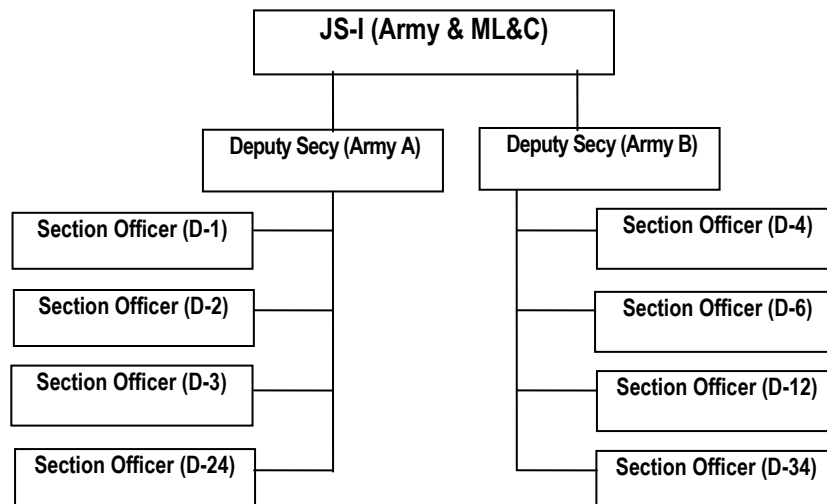 JS-I (Army & ML&C)
Deputy Secy (Army A)
Deputy Secy (Army B)
Section Officer (D-1)
Section Officer (D-4)
Section Officer (D-2)
Section Officer (D-6)
Section Officer (D-3)
Section Officer (D-12)
Section Officer (D-24)
Section Officer (D-34)